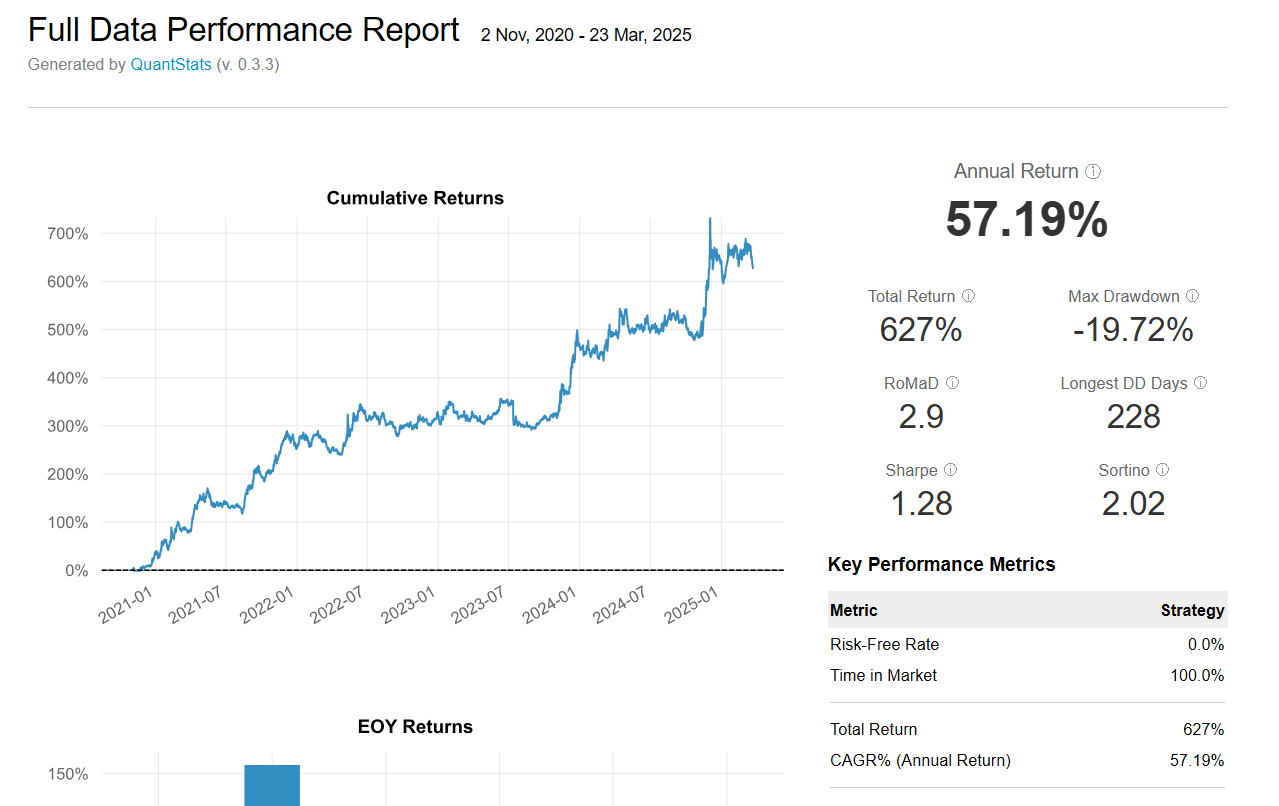 Full Data Performance Report 2 Nov, 2020 - 23 Mar, 2025
Generated by QuantStats (v. 0.3.3)
Cumulative Returns
700%
600%
500%
400%
300%
200%
100%
0%
2021-01
2021-07
2022-01
2022-07
2023-01
2023-07
2024-01
2024-07
2025-01
EOY Returns
150%
Annual Return ⓘ
57.19%
Total Return ⓘ Max Drawdown ⓘ
627% -19.72%
RoMaD ⓘ Longest DD Days ⓘ
2.9 228
Sharpe ⓘ Sortino ⓘ
1.28 2.02
Key Performance Metrics
Metric Strategy
Risk-Free Rate 0.0%
Time in Market 100.0%
Total Return 627%
CAGR% (Annual Return) 57.19%